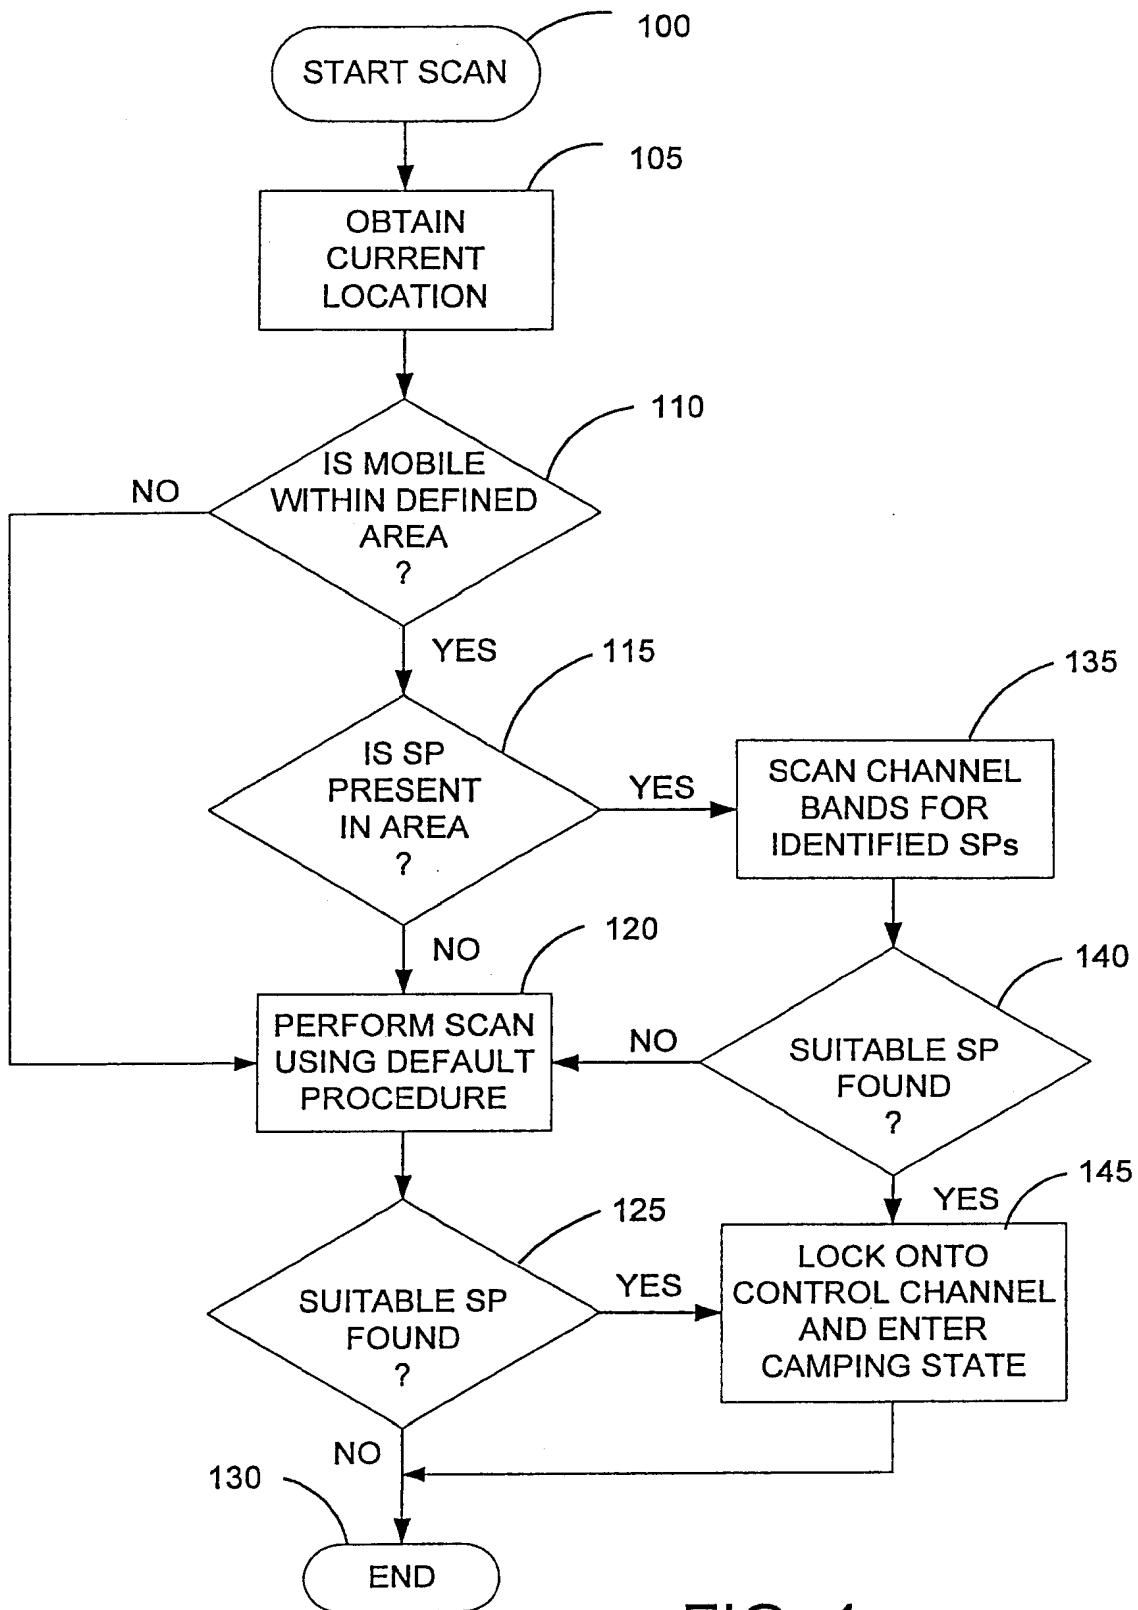 100
START SCAN
105
OBTAIN
CURRENT
LOCATION
110
IS MOBILE
WITHIN DEFINED
AREA
?
NO
YES
115
IS SP
PRESENT
IN AREA
?
YES
135
SCAN CHANNEL
BANDS FOR
IDENTIFIED SPs
NO
120
PERFORM SCAN
USING DEFAULT
PROCEDURE
NO
140
SUITABLE SP
FOUND
?
YES
145
LOCK ONTO
CONTROL CHANNEL
AND ENTER
CAMPING STATE
125
SUITABLE SP
FOUND
?
YES
NO
130
END